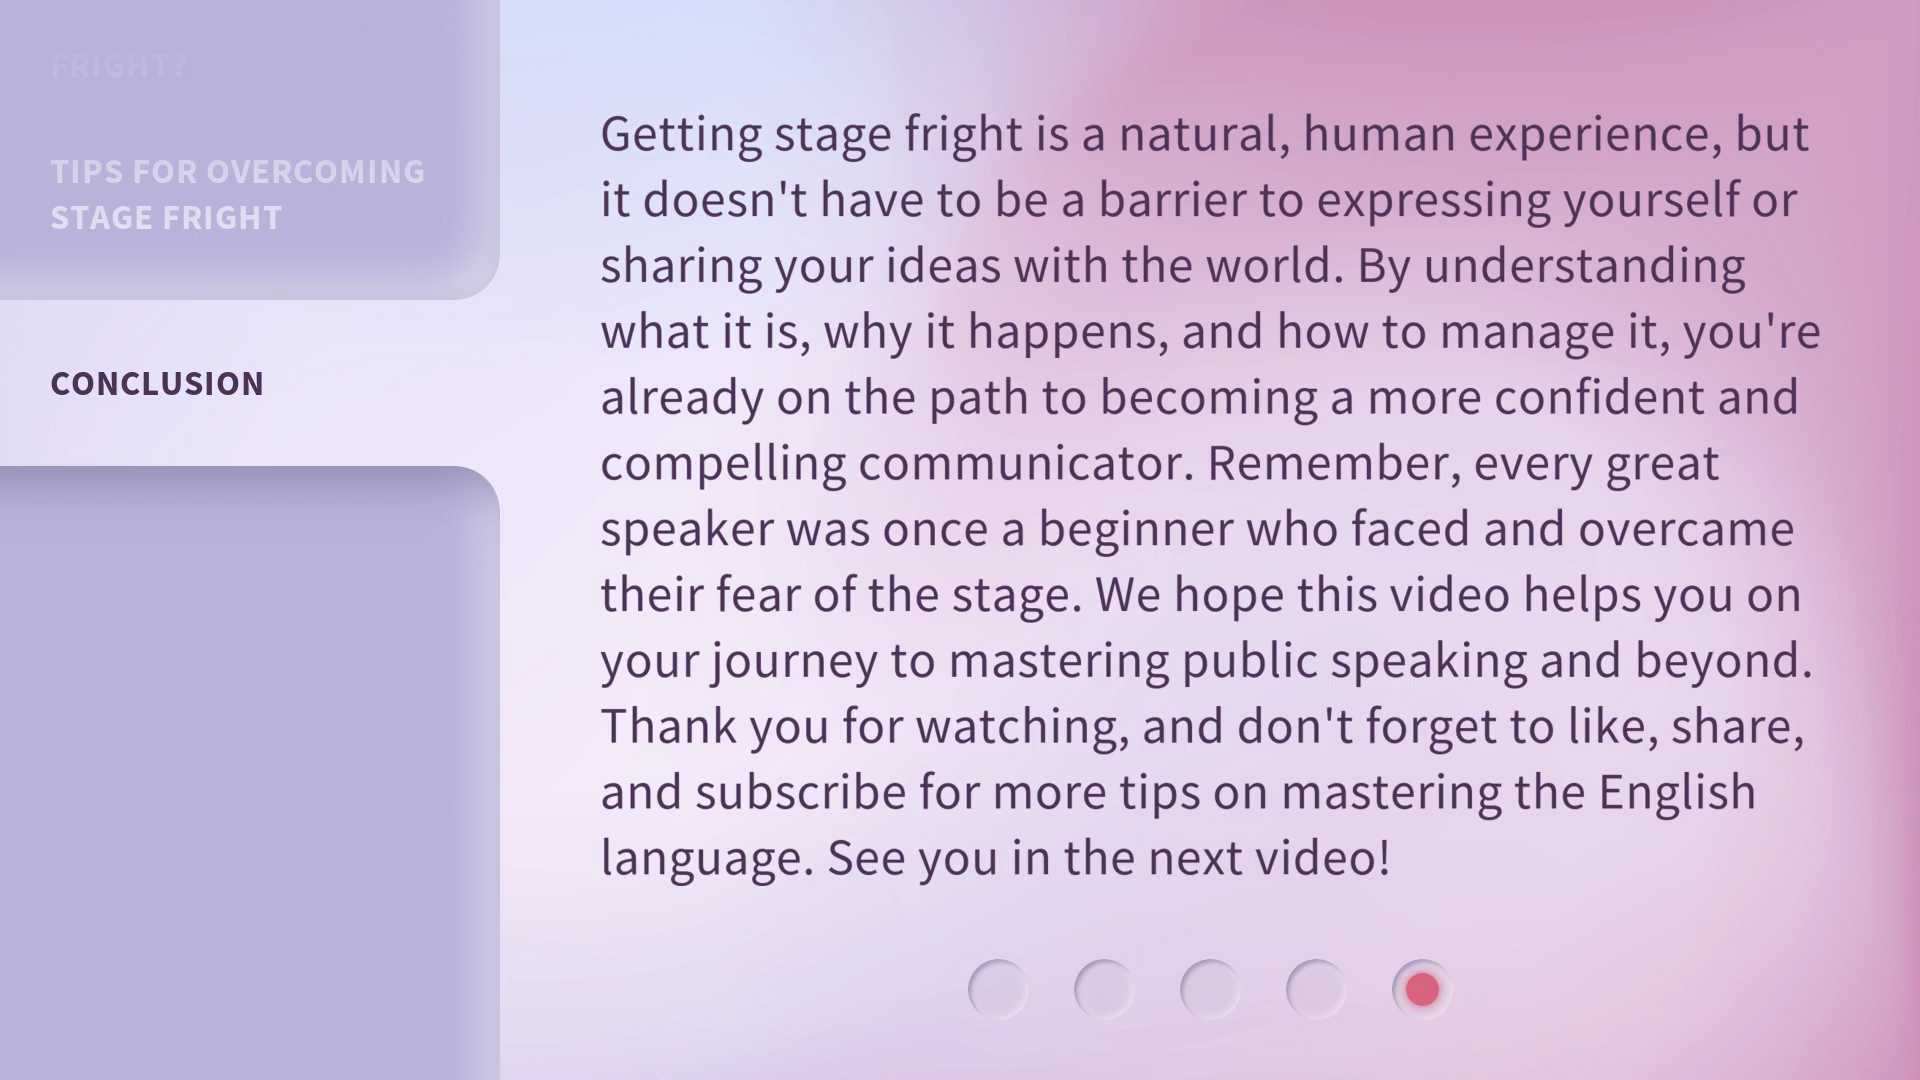 FRIGHT?
TIPS FOR OVERCOMING
STAGE FRIGHT
CONCLUSION
Getting stage fright is a natural, human experience, but
it doesn't have to be a barrier to expressing yourself or
sharing your ideas with the world. By understanding
what it is, why it happens, and how to manage it, you're
already on the path to becoming a more confident and
compelling communicator. Remember, every great
speaker was once a beginner who faced and overcame
their fear of the stage. We hope this video helps you on
your journey to mastering public speaking and beyond.
Thank you for watching, and don't forget to like, share,
and subscribe for more tips on mastering the English
language. See you in the next video!